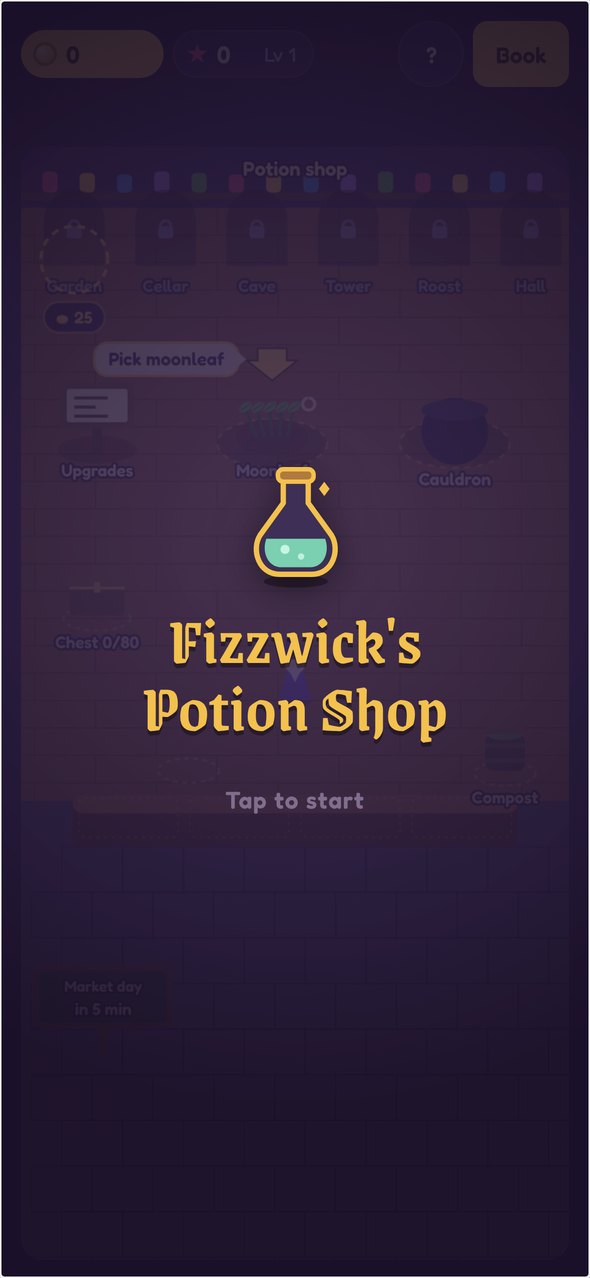 0
0 Lv 1
?
Book
Potion shop
Garden
Cellar
Cave
Tower
Roost
Hall
25
Pick moonleaf
Upgrades
Cauldron
Chest 0/80
Fizzwick's
Potion Shop
Tap to start
Compost
Market day
in 5 min